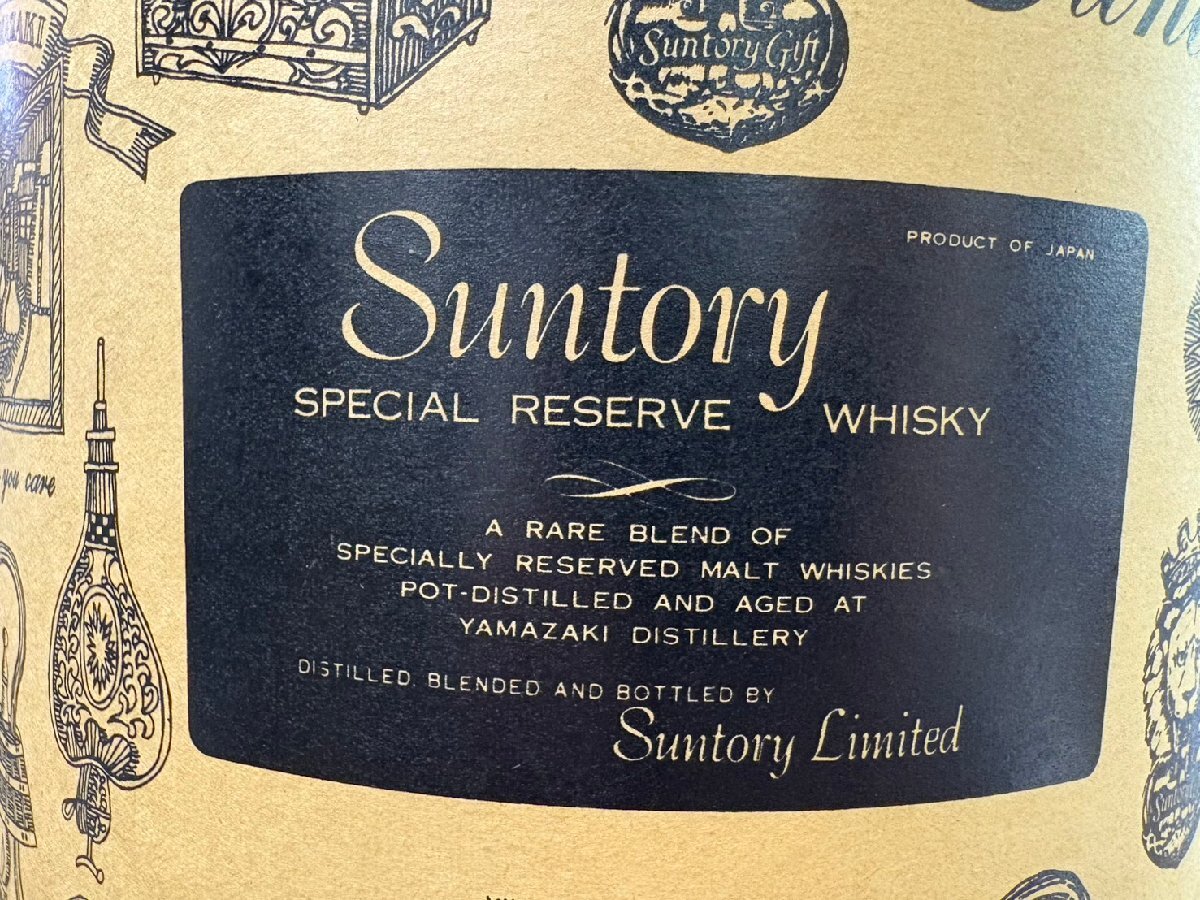 Suntory Gift
PRODUCT OF JAPAN
Suntory
SPECIAL RESERVE WHISKY
A RARE BLEND OF
SPECIALLY RESERVED MALT WHISKIES
POT-DISTILLED AND AGED AT
YAMAZAKI DISTILLERY
DISTILLED, BLENDED AND BOTTLED BY
Suntory Limited
you care